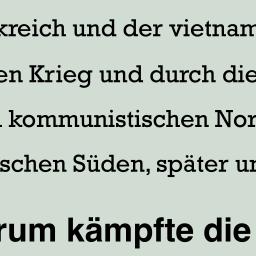 kreich und der vietnam
en Krieg und durch die
kommunistischen Nor
schen Süden, später un
rum kämpfte die